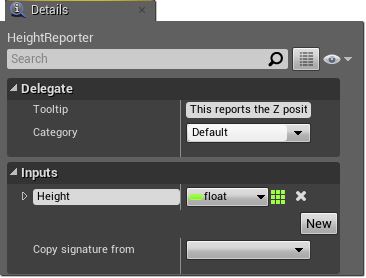 Details
HeightReporter
Search
Delegate
Tooltip This reports the Z posit
Category Default
Inputs
Height float
New
Copy signature from